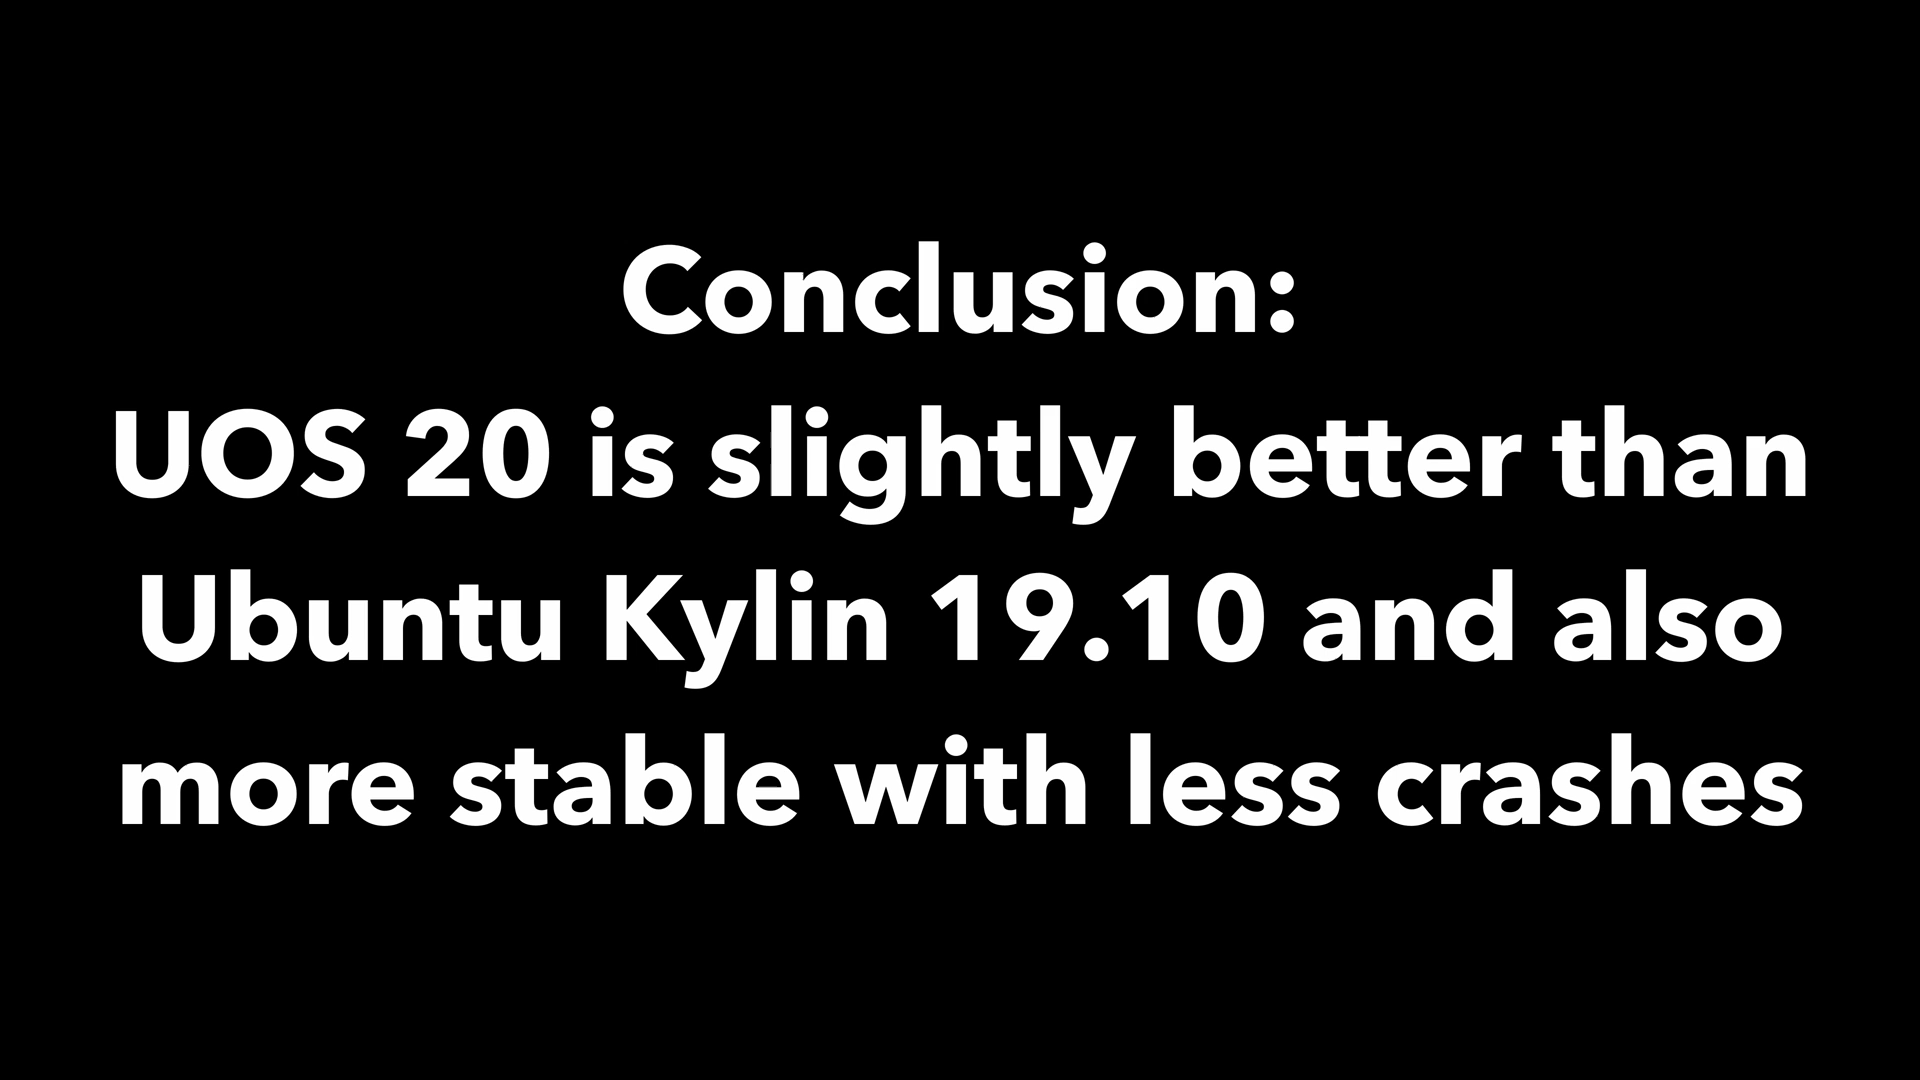 Conclusion:
UOS 20 is slightly better than
Ubuntu Kylin 19.10 and also
more stable with less crashes